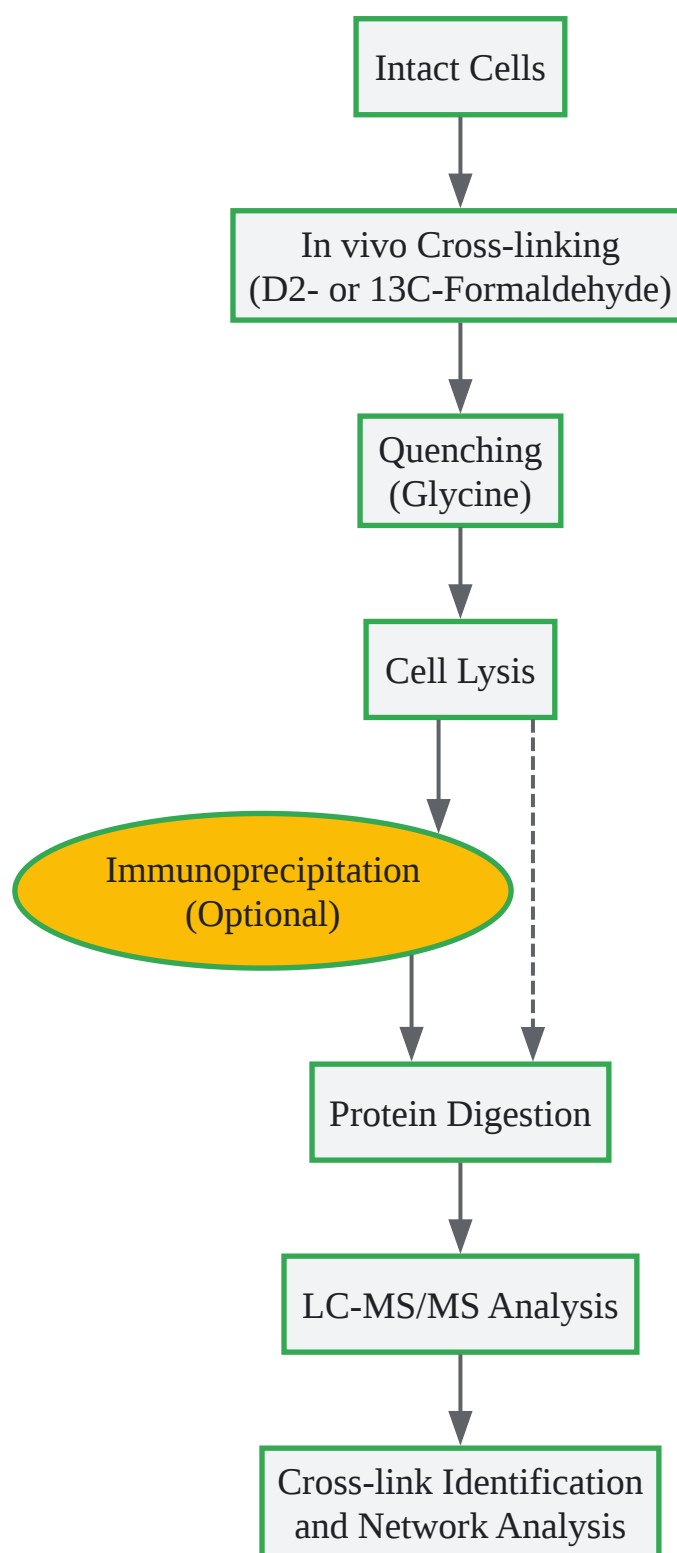 Intact Cells
In vivo Cross-linking
(D2- or 13C-Formaldehyde)
Quenching
(Glycine)
Cell Lysis
Immunoprecipitation
(Optional)
Protein Digestion
LC-MS/MS Analysis
Cross-link Identification
and Network Analysis